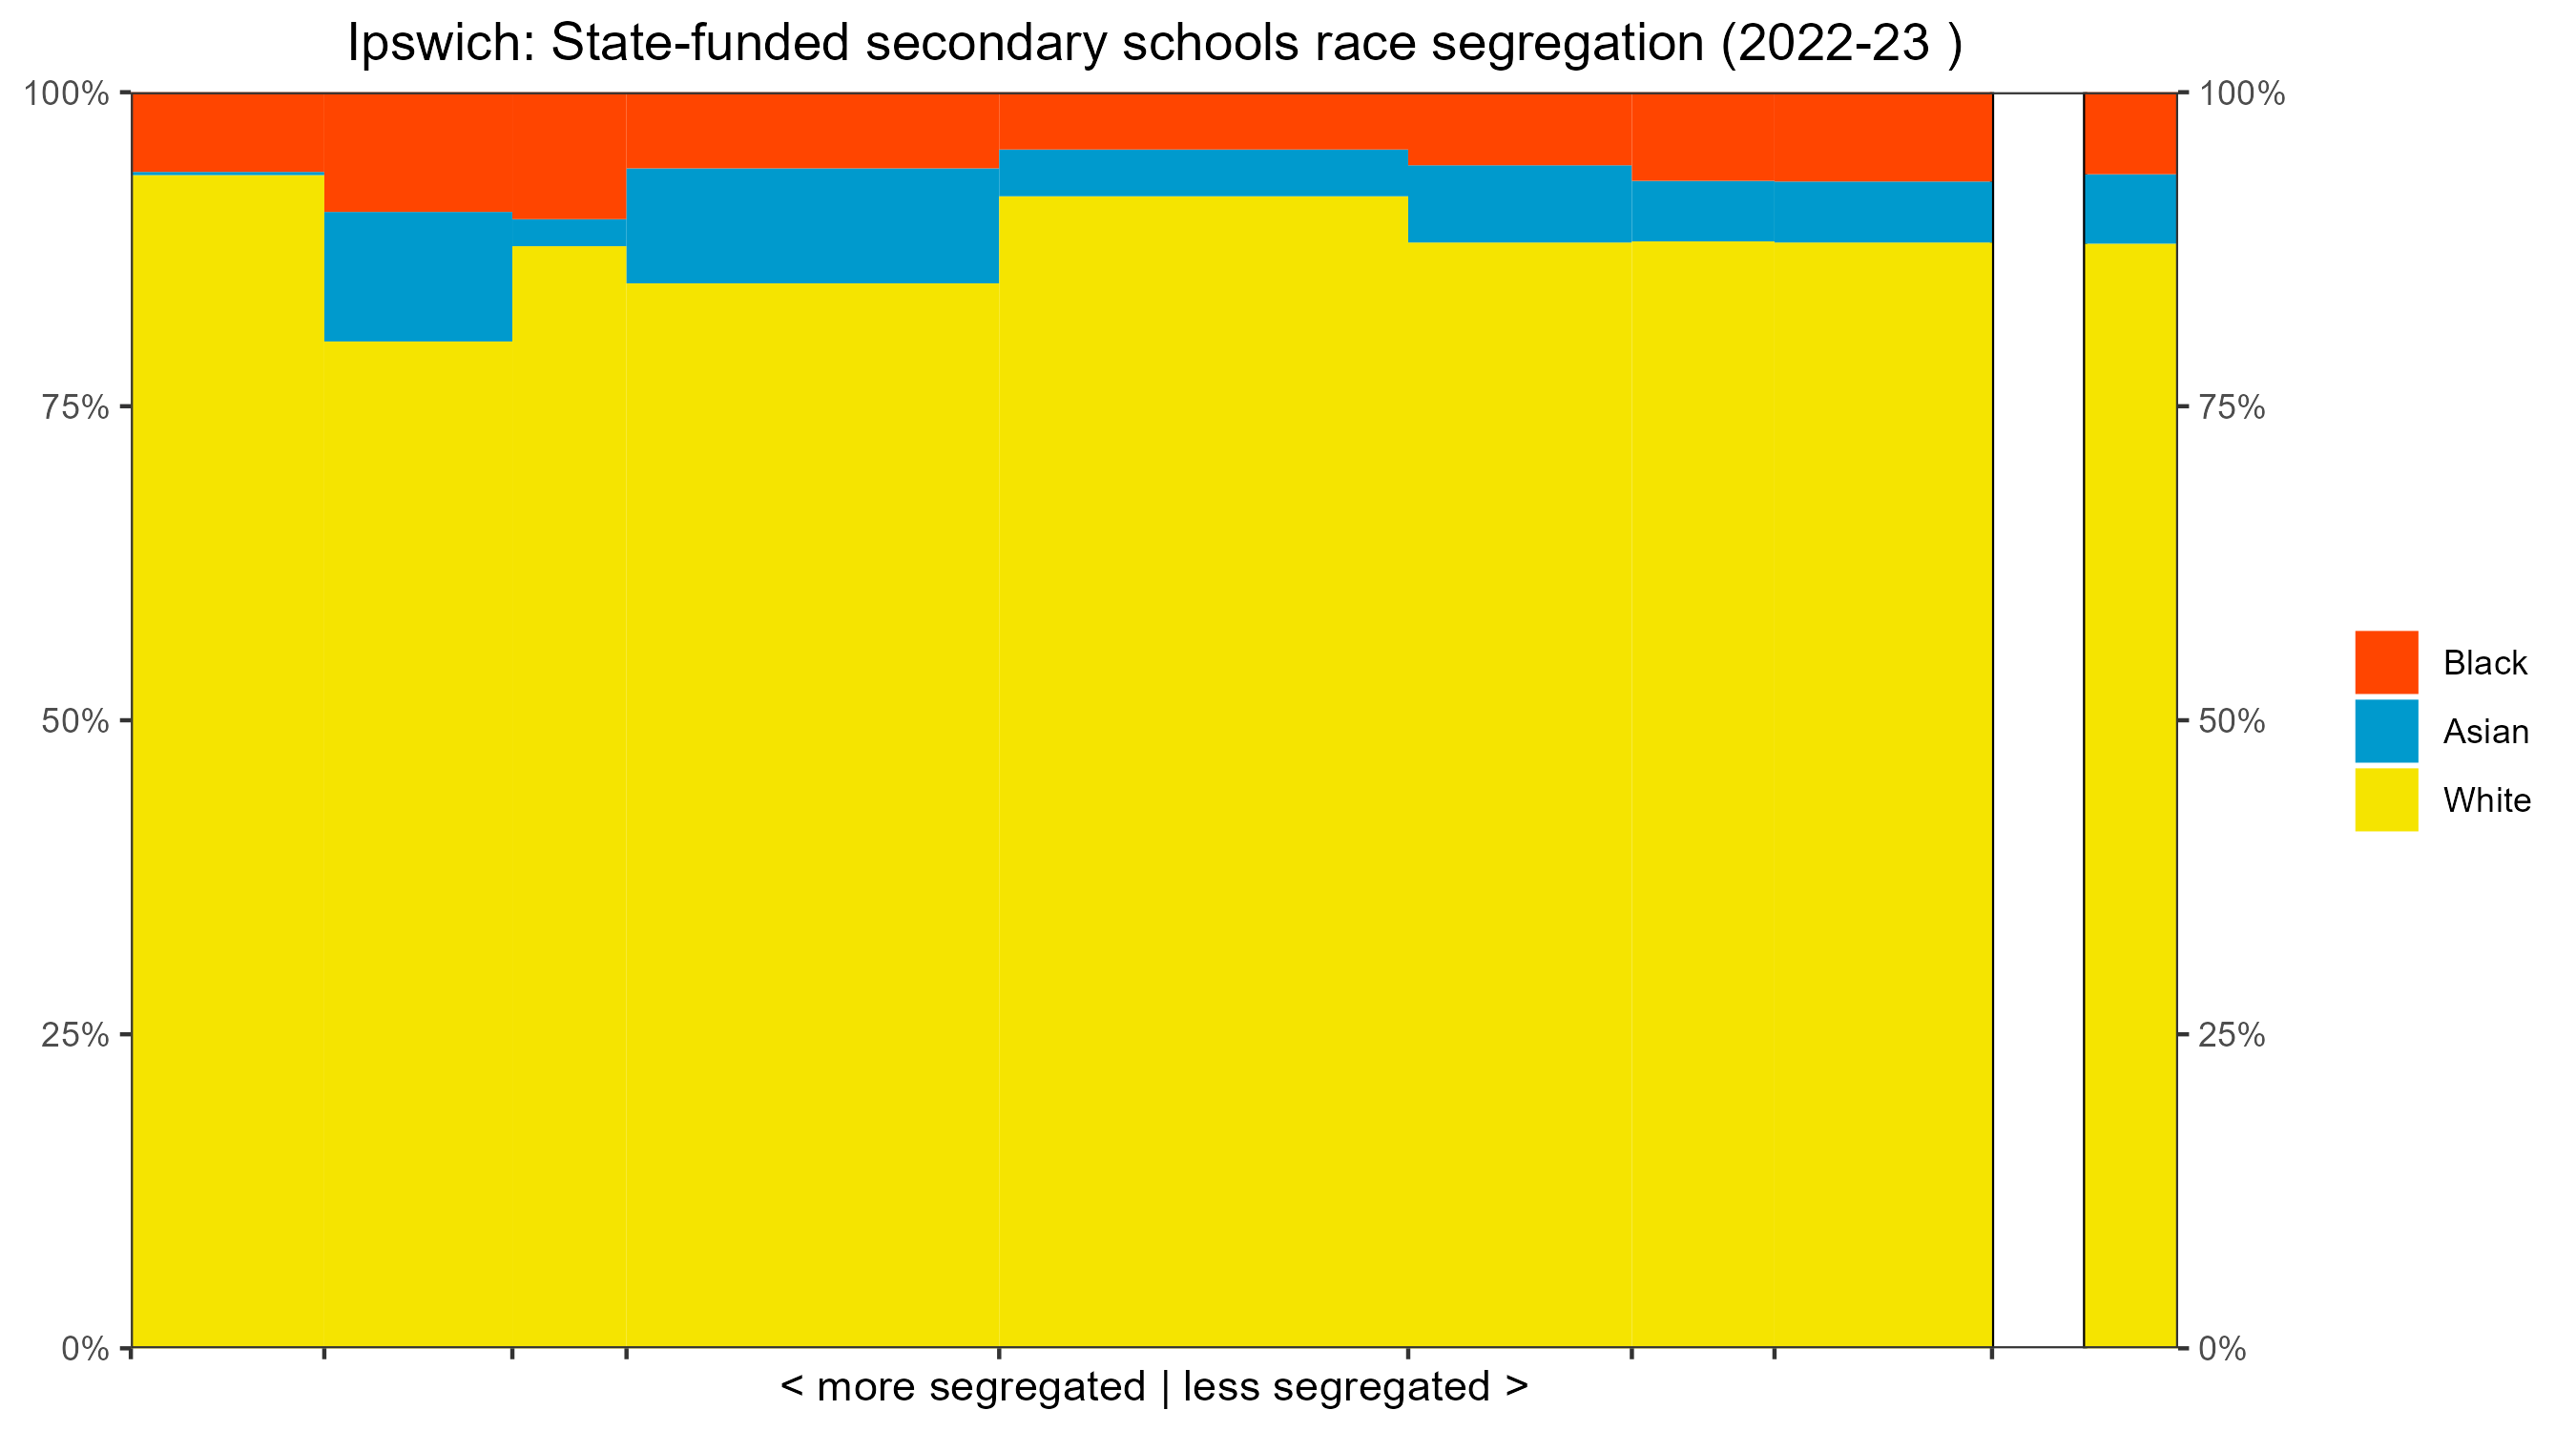 Ipswich: State-funded secondary schools race segregation (2022-23 )
100%
75%
50%
25%
0%
100%
75%
50%
25%
0%
Black
Asian
White
< more segregated | less segregated >